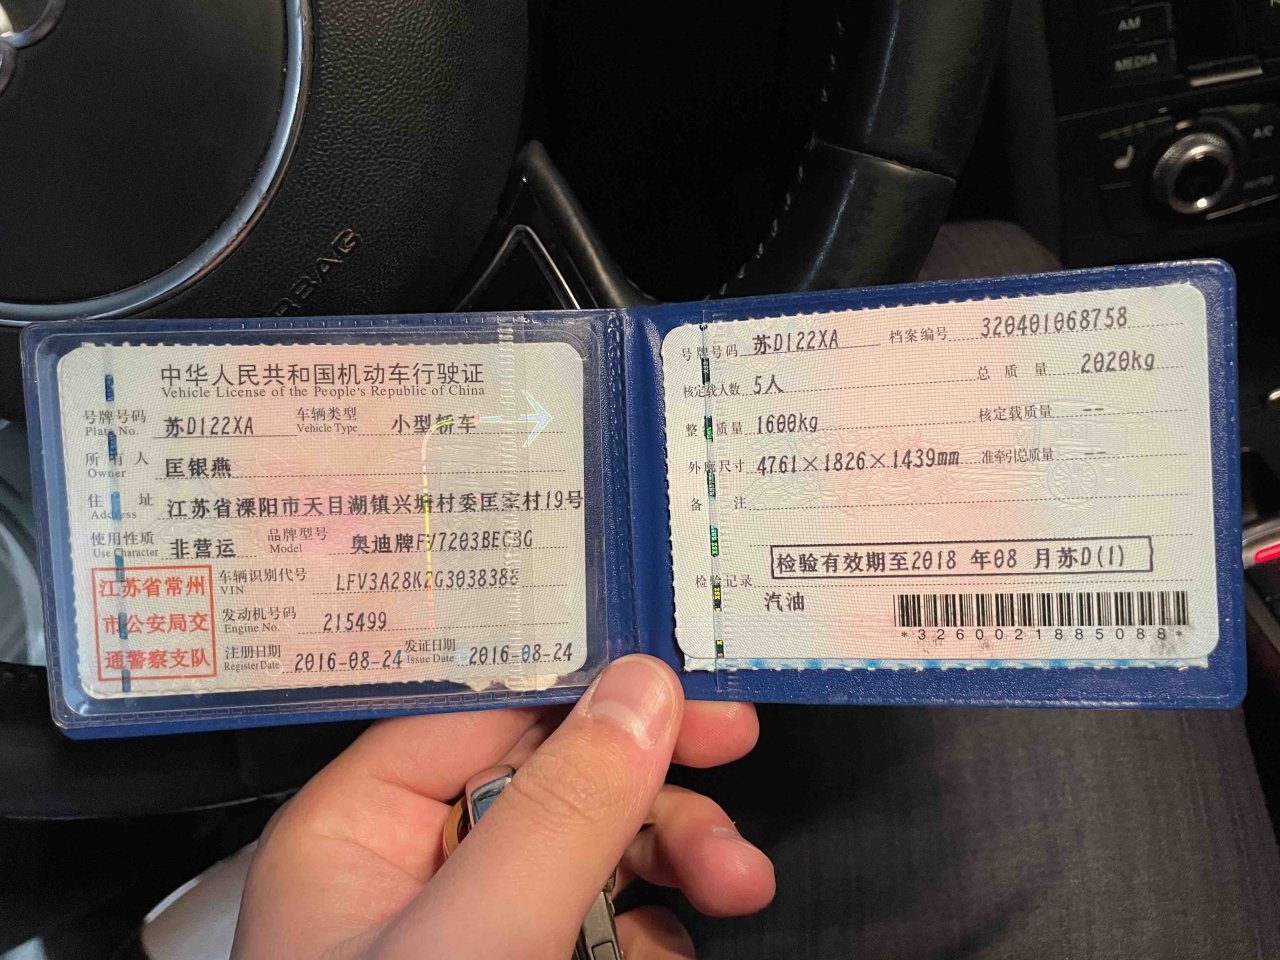 AM
MEDIA
A/C
AUTO
AIRBAG
中华人民共和国机动车行驶证
Vehicle License of the People's Republic of China
号牌号码 苏D122XA 车辆类型 小型轿车
Plate No. Vehicle Type
所有人 匡银燕
Owner
住址 江苏省溧阳市天目湖镇兴塘村委匡家村19号
Address
使用性质 非营运 品牌型号 奥迪牌FV7203BECBG
Use Character Model
江苏省常州
市公安局交
通警察支队
车辆识别代号 LFV3A28K2G3038388
VIN
发动机号码 215499
Engine No.
注册日期 2016-08-24 发证日期 2016-08-24
Register Date Issue Date
号牌号码 苏D122XA 档案编号 320401068758
核定载人数 5人 总质量 2020kg
整备质量 1600kg 核定载质量 --
外廓尺寸 4761×1826×1439mm 准牵引总质量 --
备注
检验有效期至2018 年08 月苏D(1)
检验记录
汽油
*3260021885088*